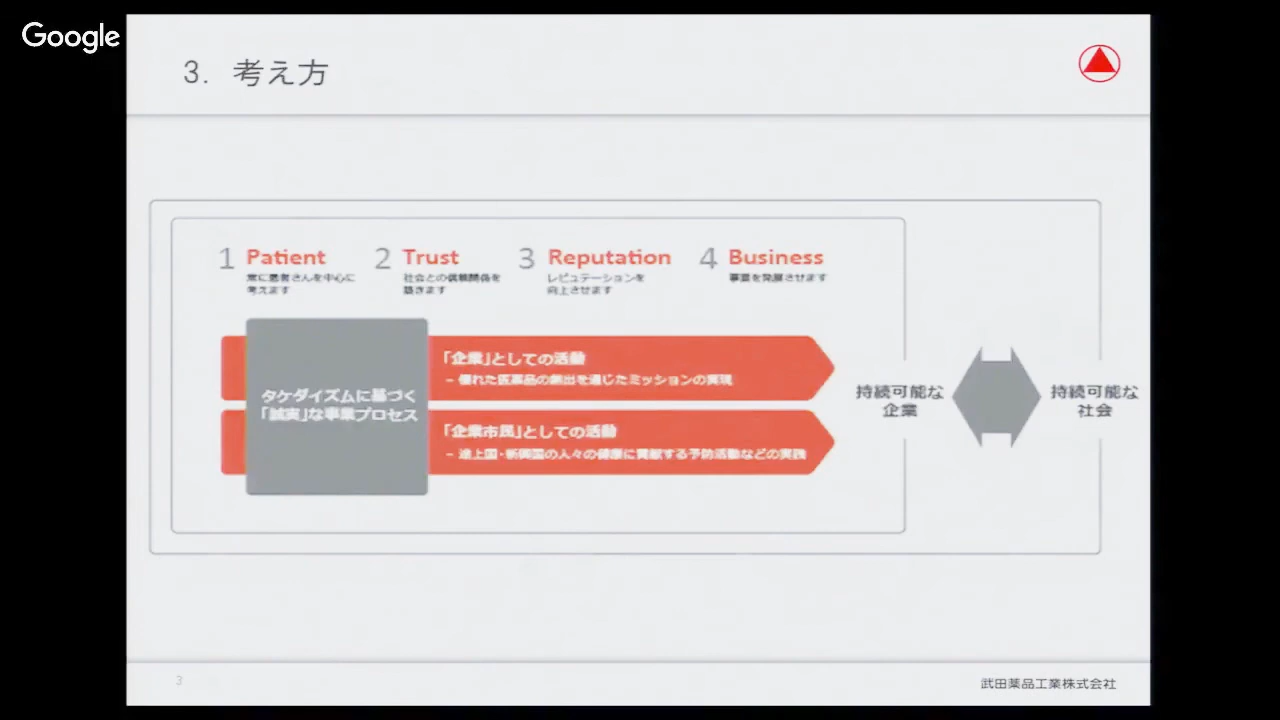 Google
3. 考え方
1 Patient
常に患者さんを中心に
考えます
2 Trust
社会との信頼関係を
築きます
3 Reputation
レピュテーションを
向上させます
4 Business
事業を発展させます
タケダイズムに基づく
「誠実」な事業プロセス
「企業」としての活動
– 優れた医薬品の創出を通じたミッションの実現
「企業市民」としての活動
– 途上国・新興国の人々の健康に貢献する予防活動などの実践
持続可能な
企業
持続可能な
社会
3
武田薬品工業株式会社